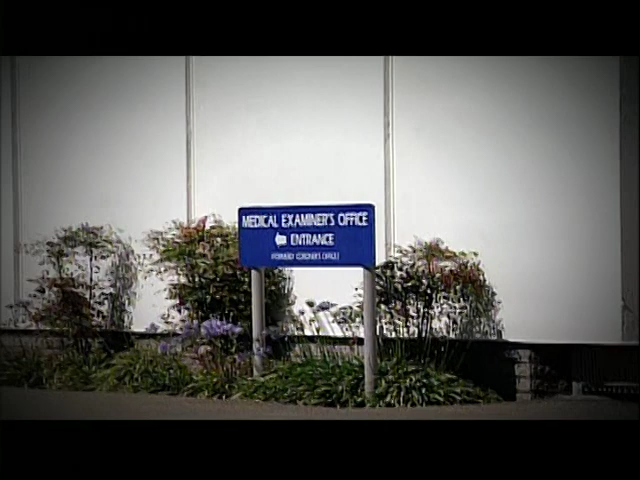 MEDICAL EXAMINER'S OFFICE
ENTRANCE
(FORMERLY CORONER'S OFFICE)